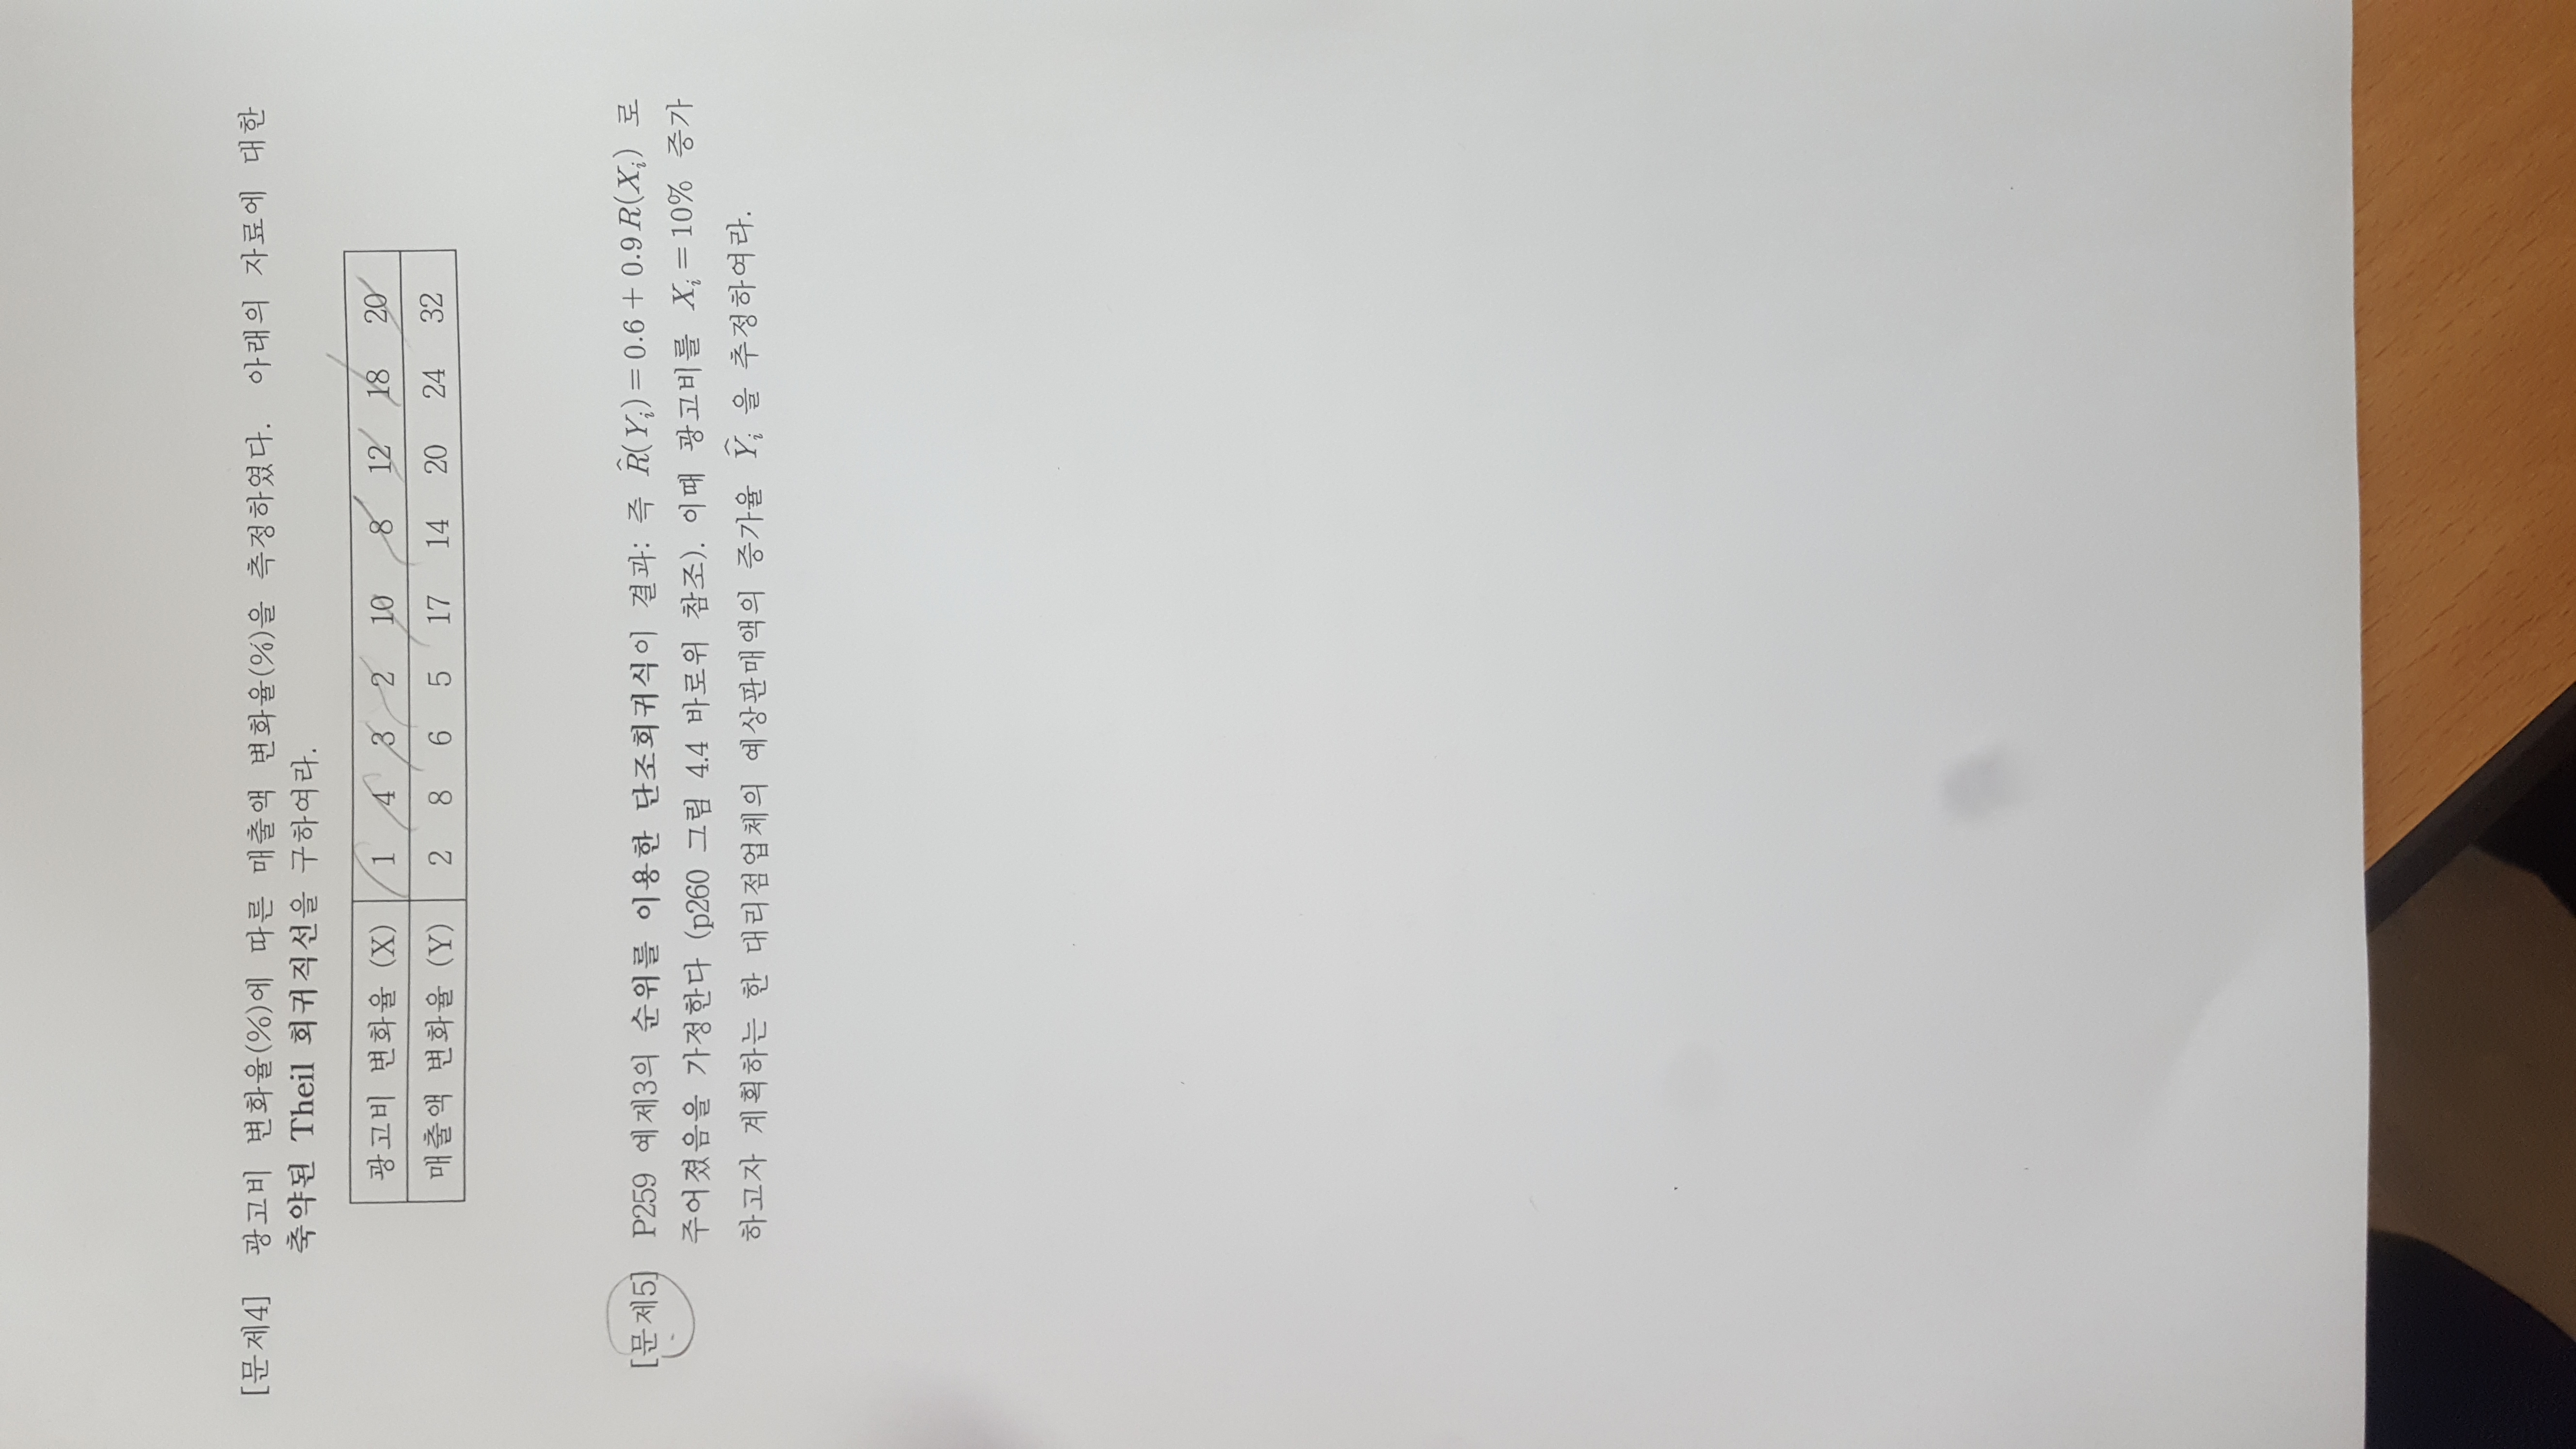 [문제4] 광고비 변화율(%)에 따른 매출액 변화율(%)을 측정하였다. 아래의 자료에 대한
축약된 Theil 회귀직선을 구하여라.
광고비 변화율 (X) 1 4 3 2 10 8 12 18 20
매출액 변화율 (Y) 2 8 6 5 17 14 20 24 32
[문제5] P259 예제3의 순위를 이용한 단조회귀식이 결과: 즉 R̂(Yᵢ)=0.6+0.9R(Xᵢ) 로
주어졌음을 가정한다 (p260 그림 4.4 바로위 참조). 이때 광고비를 Xᵢ=10% 증가
하고자 계획하는 한 대리점업체의 예상판매액의 증가율 Ŷᵢ 을 추정하여라.